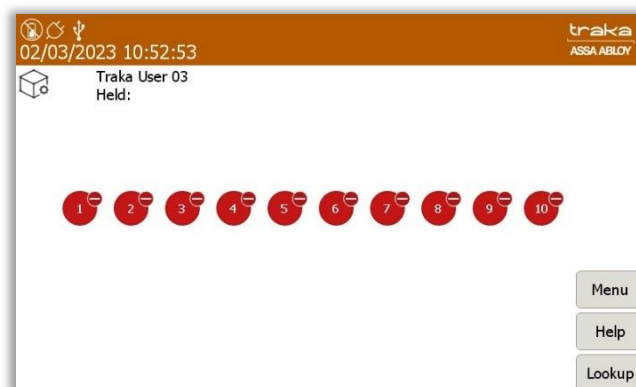 traka
02/03/2023 10:52:53
ASSA ABLOY
Traka User 03
Held:
1 2 3 4 5 6 7 8 9 10
Menu
Help
Lookup